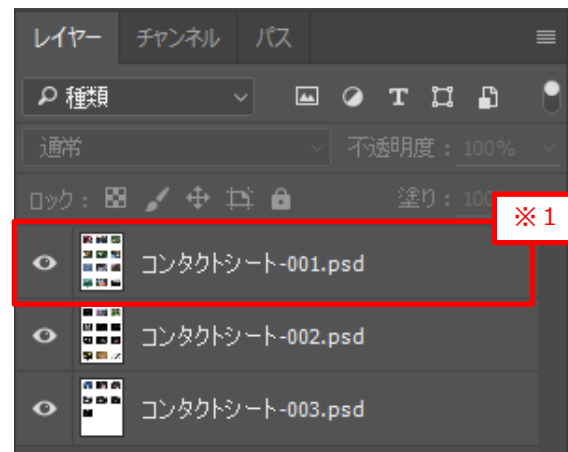 レイヤー チャンネル パス
種類
通常 不透明度： 100%
ロック： 塗り： 100
※１
コンタクトシート-001.psd
コンタクトシート-002.psd
コンタクトシート-003.psd